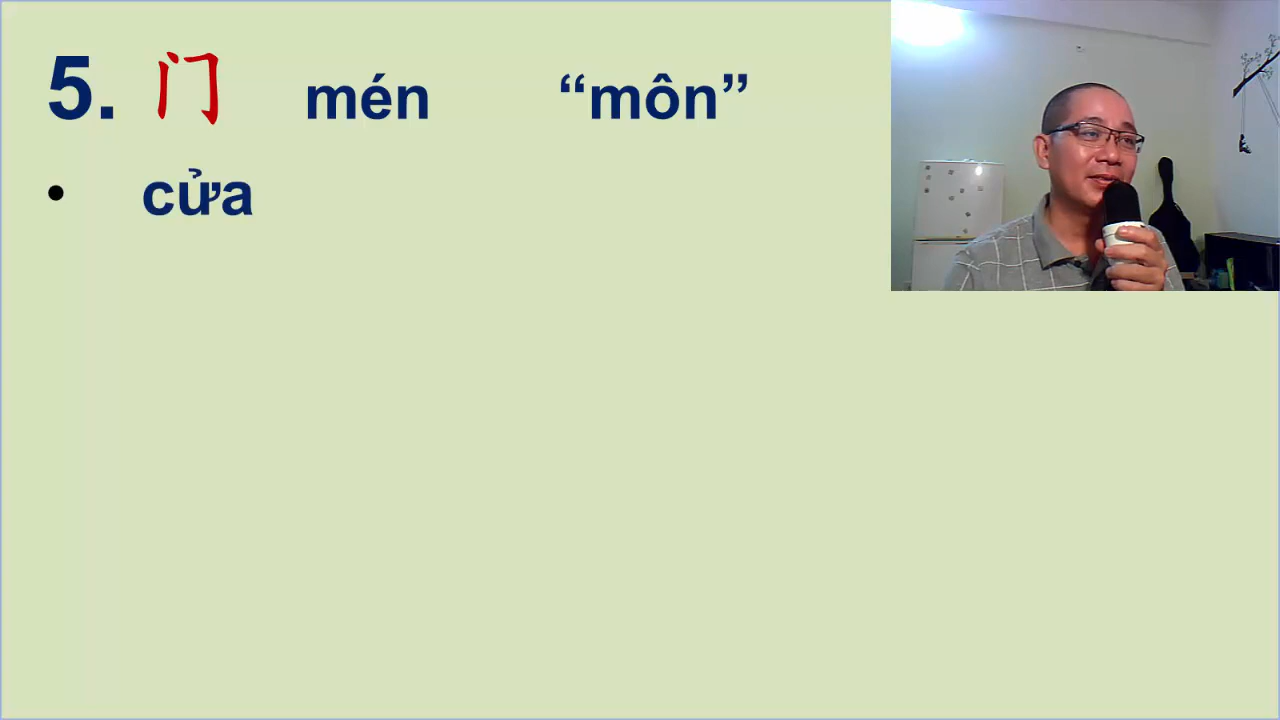 5. 门 mén “môn”
• cửa